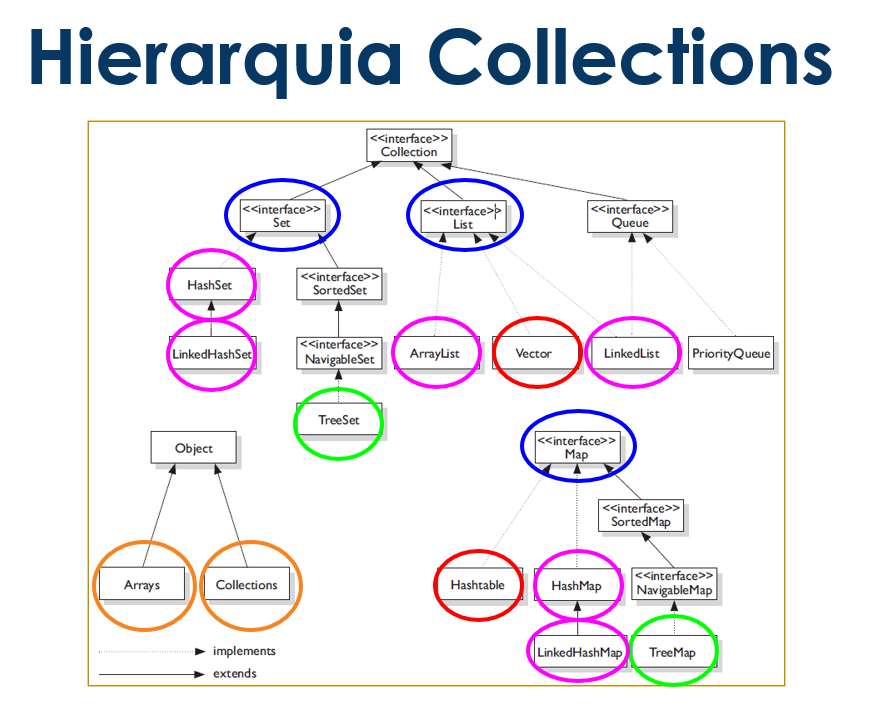 Hierarquia Collections
<<interface>>
Collection
<<interface>>
Set
<<interface>>
List
<<interface>>
Queue
HashSet
<<interface>>
SortedSet
LinkedHashSet
<<interface>>
NavigableSet
ArrayList
Vector
LinkedList
PriorityQueue
TreeSet
Object
<<interface>>
Map
<<interface>>
SortedMap
Arrays
Collections
Hashtable
HashMap
<<interface>>
NavigableMap
LinkedHashMap
TreeMap
implements
extends